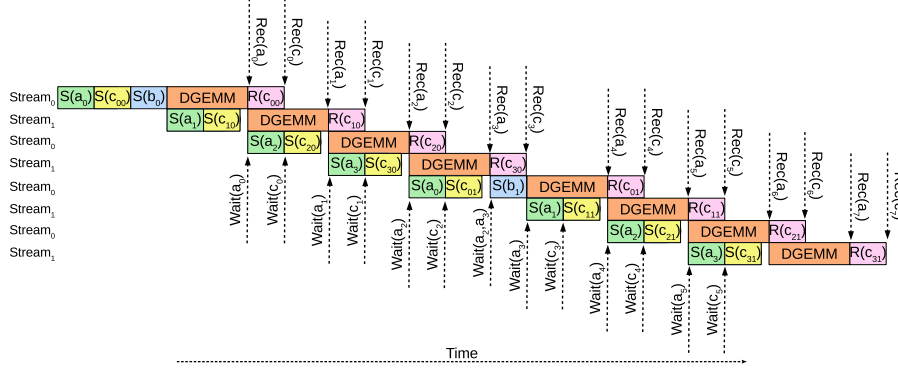 Rec(a₀) Rec(c₀) Rec(a₁) Rec(c₁) Rec(a₂) Rec(c₂) Rec(a₃) Rec(c₃) Rec(a₄) Rec(c₄) Rec(a₅) Rec(c₅) Rec(a₆) Rec(c₆) Rec(a₇) Rec(c₇)
Stream₀ S(a₀) S(c₀₀) S(b₀) DGEMM R(c₀₀)
Stream₁ S(a₁) S(c₁₀) DGEMM R(c₁₀)
Stream₀ S(a₂) S(c₂₀) DGEMM R(c₂₀)
Stream₁ S(a₃) S(c₃₀) DGEMM R(c₃₀)
Stream₀ S(a₀) S(c₀₁) S(b₁) DGEMM R(c₀₁)
Stream₁ S(a₁) S(c₁₁) DGEMM R(c₁₁)
Stream₀ S(a₂) S(c₂₁) DGEMM R(c₂₁)
Stream₁ S(a₃) S(c₃₁) DGEMM R(c₃₁)
Wait(a₀) Wait(c₀) Wait(a₁) Wait(c₁) Wait(a₂) Wait(c₂) Wait(a₂,a₃) Wait(a₃) Wait(c₃) Wait(a₄) Wait(c₄) Wait(a₅) Wait(c₅)
Time